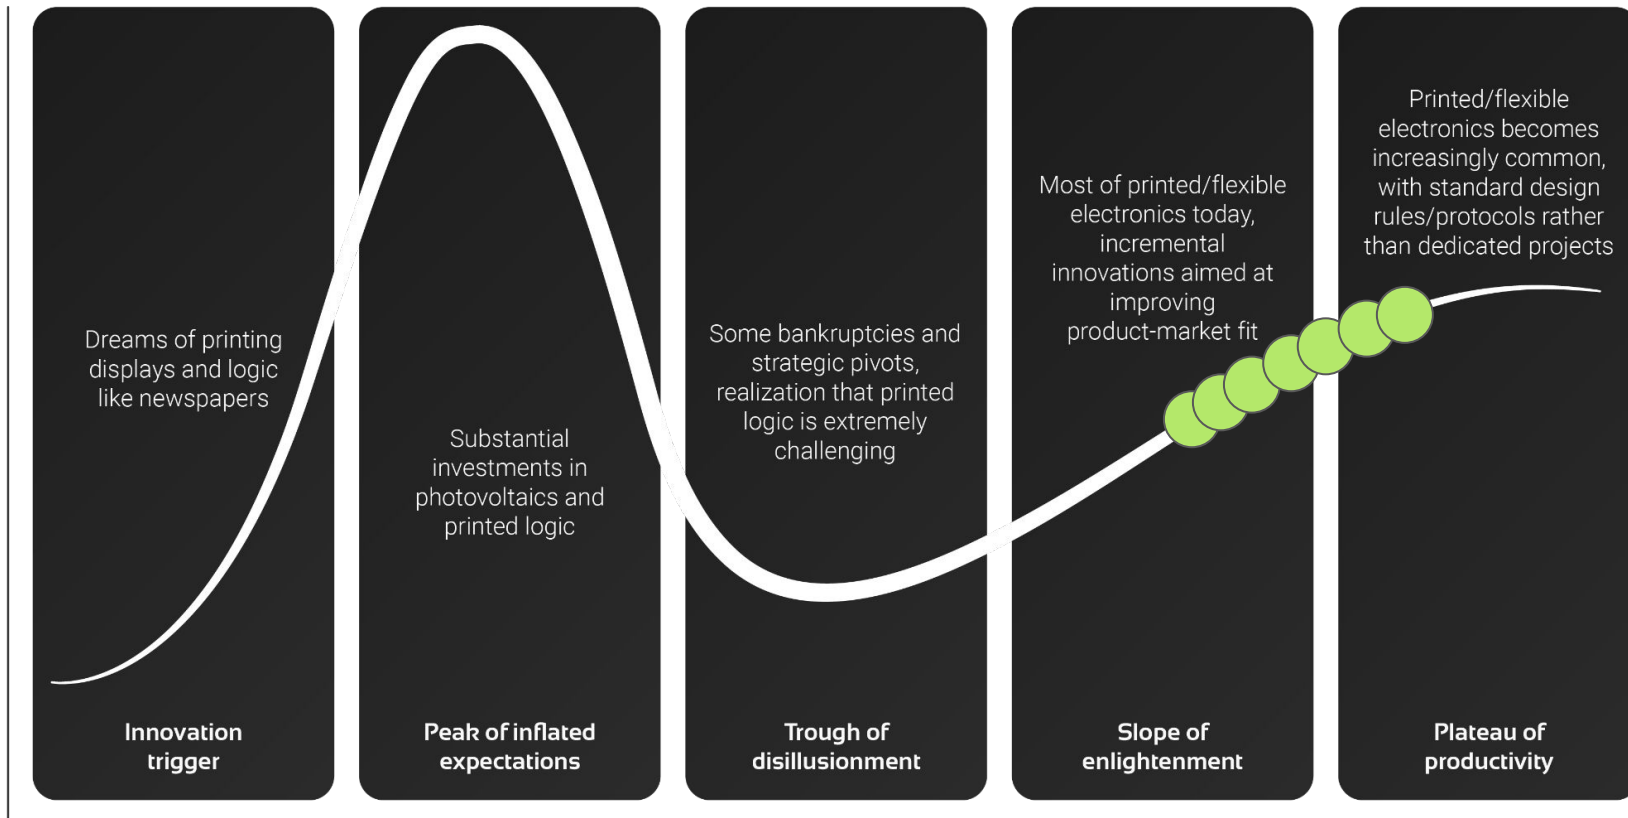 Dreams of printing
displays and logic
like newspapers
Innovation
trigger
Substantial
investments in
photovoltaics and
printed logic
Peak of inflated
expectations
Some bankruptcies and
strategic pivots,
realization that printed
logic is extremely
challenging
Trough of
disillusionment
Most of printed/flexible
electronics today,
incremental
innovations aimed at
improving
product-market fit
Slope of
enlightenment
Printed/flexible
electronics becomes
increasingly common,
with standard design
rules/protocols rather
than dedicated projects
Plateau of
productivity